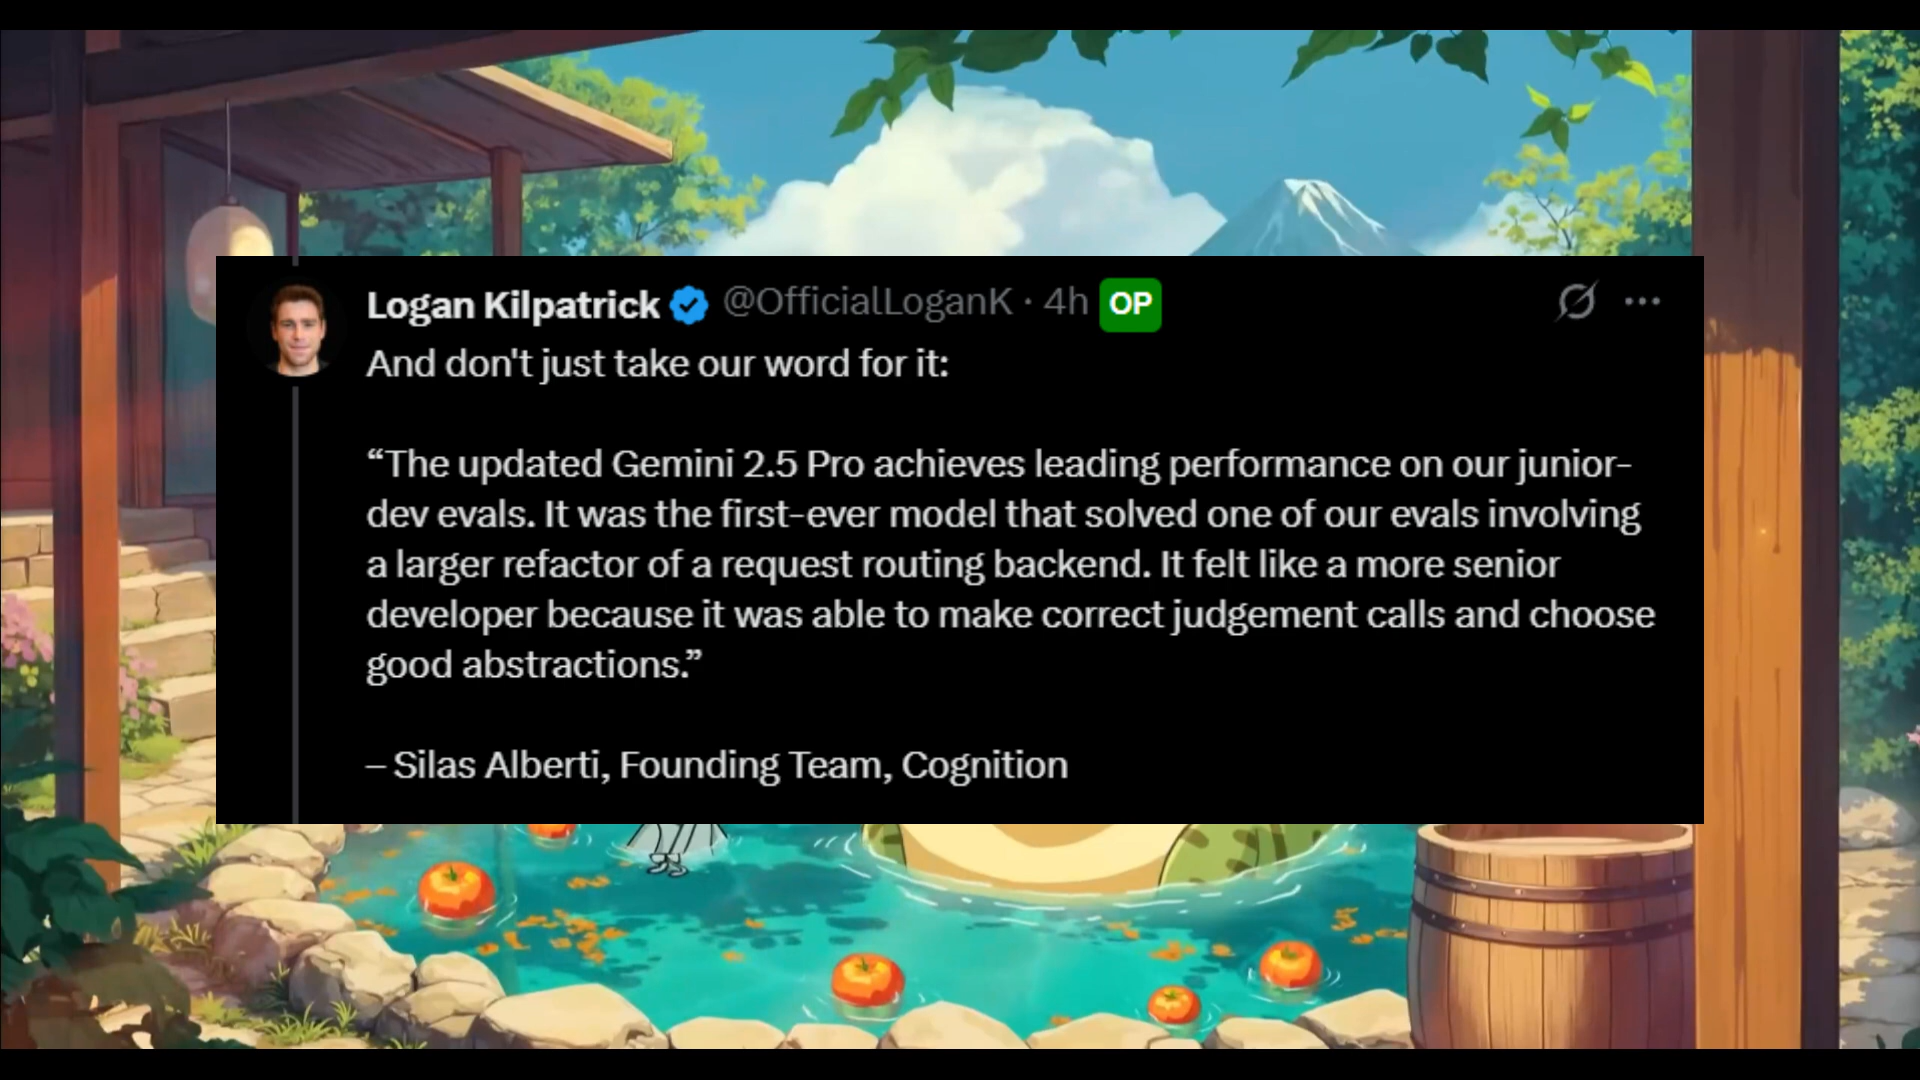 Logan Kilpatrick @OfficialLoganK · 4h OP
And don't just take our word for it:
“The updated Gemini 2.5 Pro achieves leading performance on our junior-
dev evals. It was the first-ever model that solved one of our evals involving
a larger refactor of a request routing backend. It felt like a more senior
developer because it was able to make correct judgement calls and choose
good abstractions.”
– Silas Alberti, Founding Team, Cognition